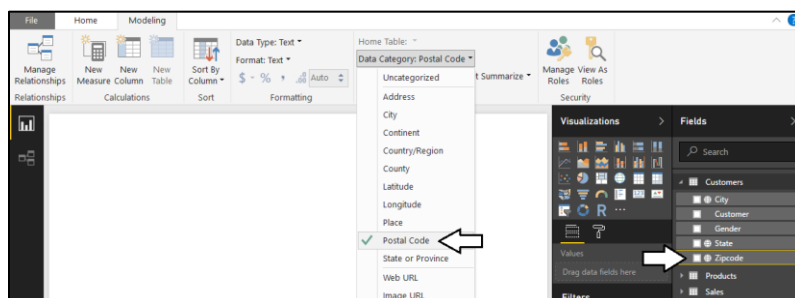 File Home Modeling
Manage Relationships
New Measure
New Column
New Table
Sort By Column
Data Type: Text
Format: Text
$ % , .00 Auto
Home Table:
Data Category: Postal Code
t Summarize
Manage Roles
View As Roles
Relationships Calculations Sort Formatting Security
Uncategorized
Address
City
Continent
Country/Region
County
Latitude
Longitude
Place
Postal Code
State or Province
Web URL
Image URL
Visualizations
R
Values
Drag data fields here
Filters
Fields
Search
Customers
City
Customer
Gender
State
Zipcode
Products
Sales